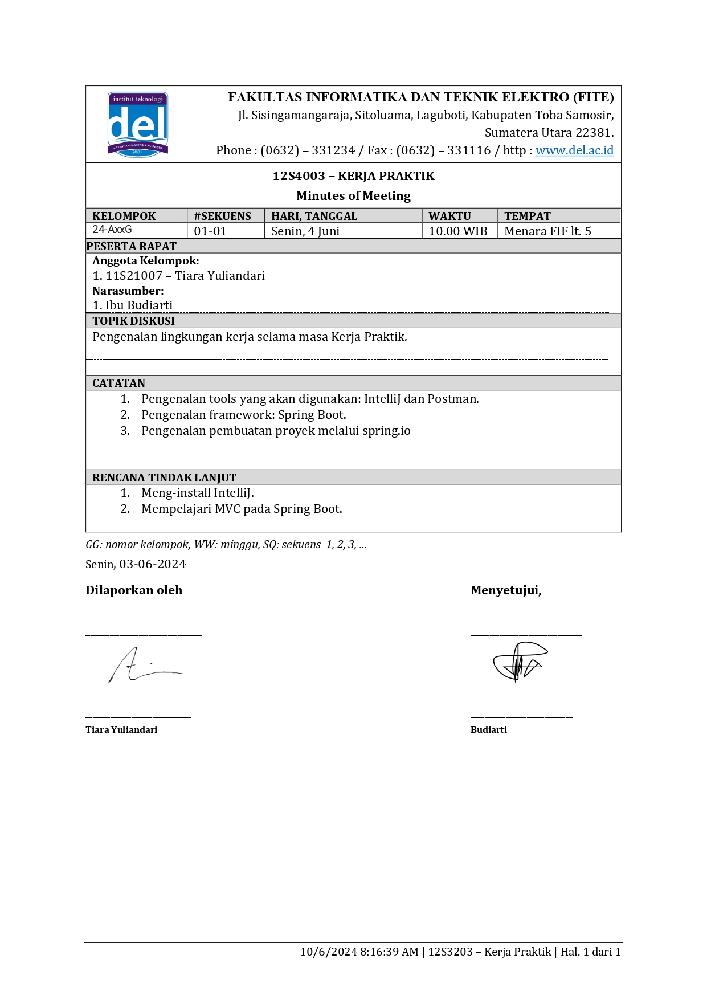 institut teknologi
del
MARTUHAN-MARROHA-MARBISUK
2001
FAKULTAS INFORMATIKA DAN TEKNIK ELEKTRO (FITE)
Jl. Sisingamangaraja, Sitoluama, Laguboti, Kabupaten Toba Samosir,
Sumatera Utara 22381.
Phone : (0632) – 331234 / Fax : (0632) – 331116 / http : www.del.ac.id
12S4003 – KERJA PRAKTIK
Minutes of Meeting
KELOMPOK #SEKUENS HARI, TANGGAL WAKTU TEMPAT
24-AxxG 01-01 Senin, 4 Juni 10.00 WIB Menara FIF lt. 5
PESERTA RAPAT
Anggota Kelompok:
1. 11S21007 – Tiara Yuliandari
Narasumber:
1. Ibu Budiarti
TOPIK DISKUSI
Pengenalan lingkungan kerja selama masa Kerja Praktik.
CATATAN
1. Pengenalan tools yang akan digunakan: IntelliJ dan Postman.
2. Pengenalan framework: Spring Boot.
3. Pengenalan pembuatan proyek melalui spring.io
RENCANA TINDAK LANJUT
1. Meng-install IntelliJ.
2. Mempelajari MVC pada Spring Boot.
GG: nomor kelompok, WW: minggu, SQ: sekuens 1, 2, 3, ...
Senin, 03-06-2024
Dilaporkan oleh Menyetujui,
Tiara Yuliandari Budiarti
10/6/2024 8:16:39 AM | 12S3203 – Kerja Praktik | Hal. 1 dari 1